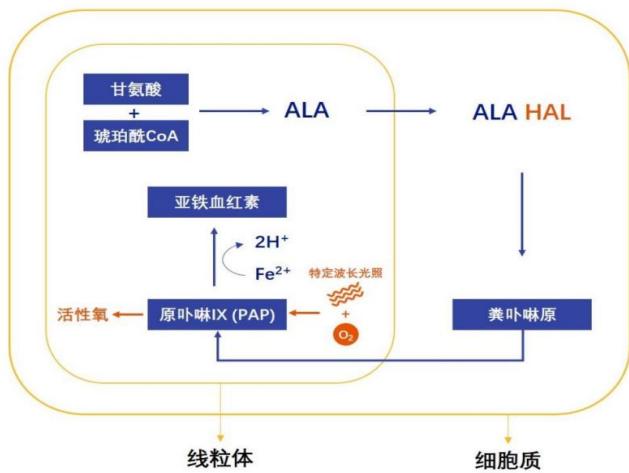 甘氨酸
+
琥珀酰CoA
ALA
ALA HAL
亚铁血红素
2H⁺
Fe²⁺
特定波长光照
+
O₂
活性氧
原卟啉IX (PAP)
粪卟啉原
线粒体
细胞质